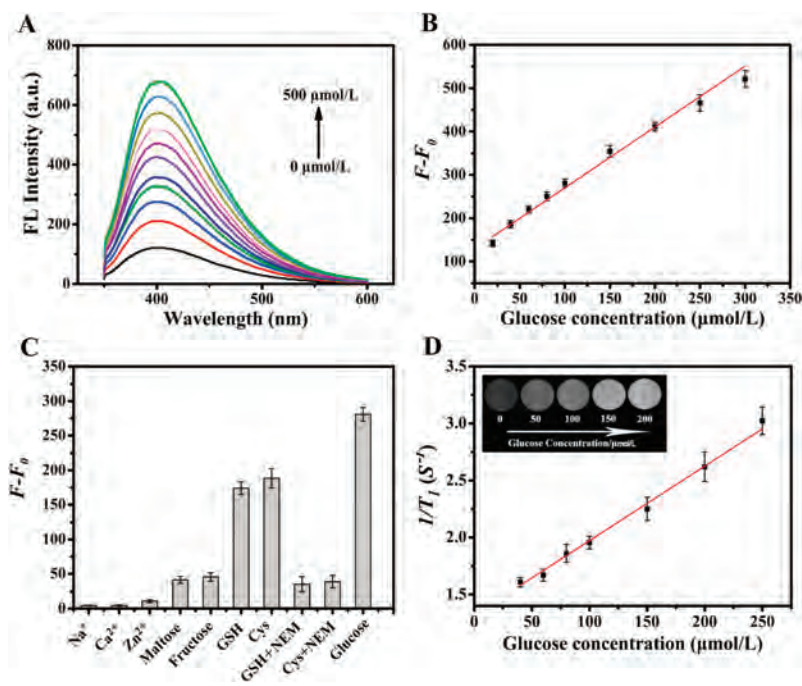 A
FL Intensity (a.u.)
800
700
600
500
400
300
200
100
0
400
500
600
Wavelength (nm)
500 μmol/L
0 μmol/L
B
F-F0
600
500
400
300
200
100
0
50
100
150
200
250
300
350
Glucose concentration (μmol/L)
C
F-F0
350
300
250
200
150
100
50
0
Na+
Ca2+
Zn2+
Maltose
Fructose
GSH
Cys
GSH+NEM
Cys+NEM
Glucose
D
1/T1 (S-1)
3.5
3.0
2.5
2.0
1.5
0
50
100
150
200
250
Glucose concentration (μmol/L)
0 50 100 150 200
Glucose Concentration/μmol/L